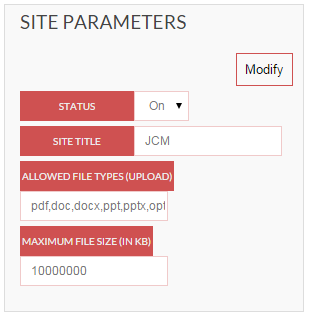 SITE PARAMETERS
Modify
STATUS On
SITE TITLE JCM
ALLOWED FILE TYPES (UPLOAD)
pdf,doc,docx,ppt,pptx,opt
MAXIMUM FILE SIZE (IN KB)
10000000